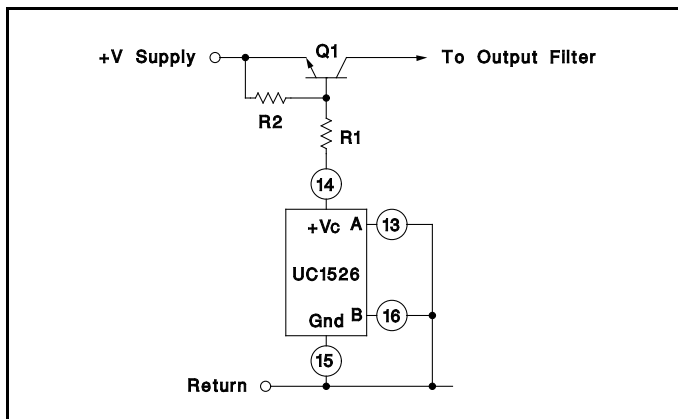 Q1
+V Supply
To Output Filter
R2
R1
14
+Vc A 13
UC1526
Gnd B 16
15
Return